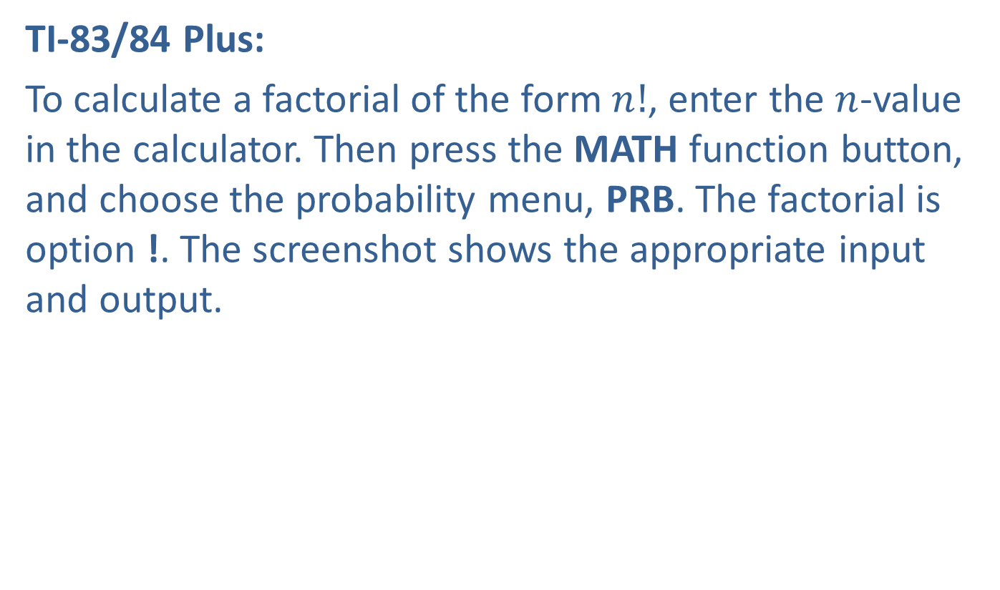 TI-83/84 Plus:
To calculate a factorial of the form n!, enter the n-value
in the calculator. Then press the MATH function button,
and choose the probability menu, PRB. The factorial is
option !. The screenshot shows the appropriate input
and output.